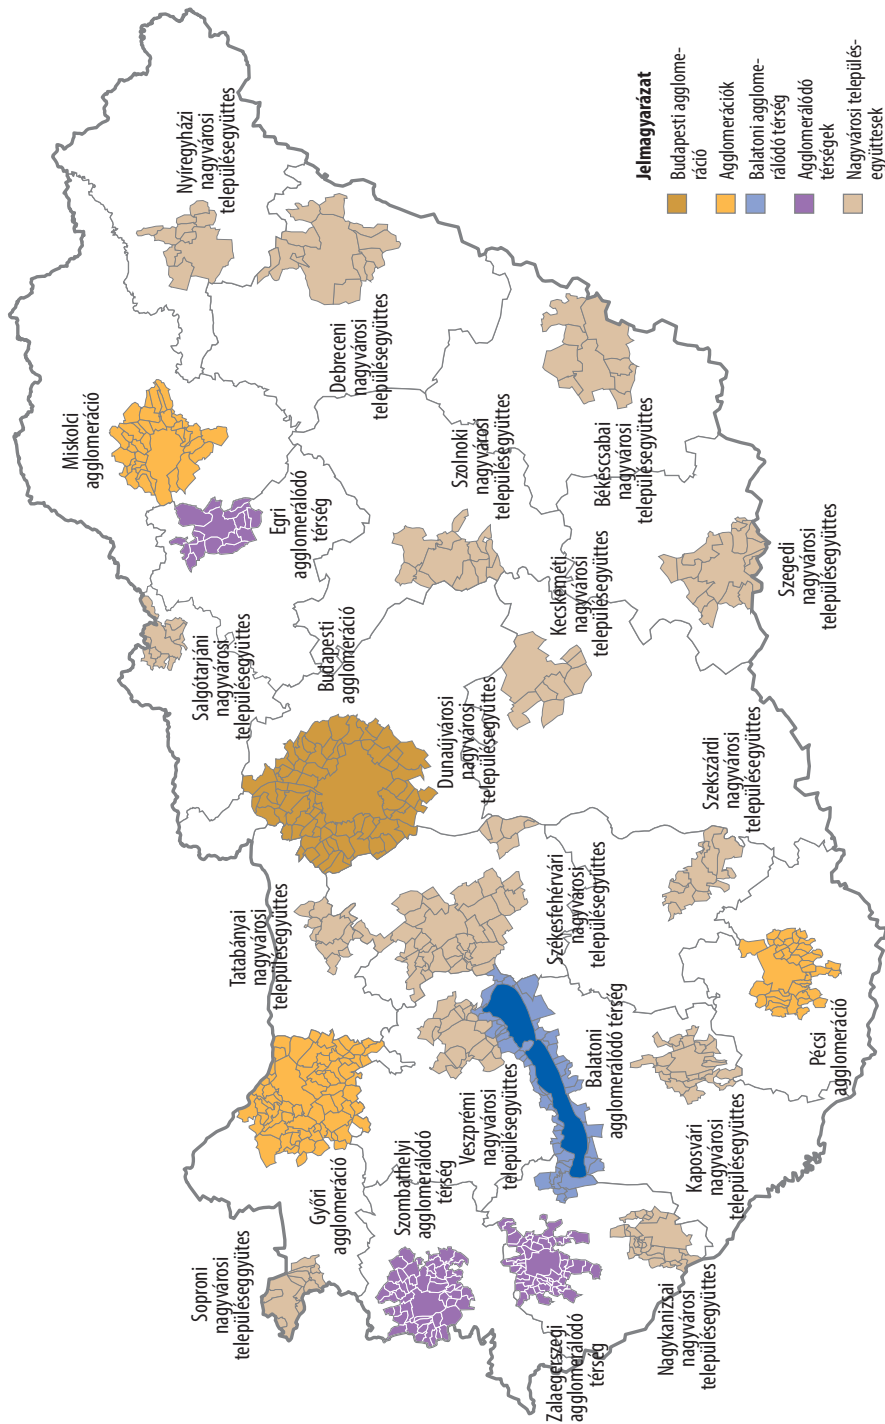 Soproni
nagyvárosi
településeggyütes
Győri
agglomeráció
Szombathelyi
agglomerálódó
térség
Zalaegerszegi
agglomerálódó
térség
Nagykanizsai
nagyvárosi
településegyüttes
Veszprémi
nagyvárosi
településegyüttes
Balatoni
agglomerálódó térség
Kaposvári
nagyvárosi
településegyüttes
Pécsi
agglomeráció
Tatabányai
nagyvárosi
településegyüttes
Székesfehérvári
nagyvárosi
településegyüttes
Szekszárdi
nagyvárosi
településegyüttes
Dunaújvárosi
nagyvárosi
településegyüttes
Budapesti
agglomeráció
Salgótarjáni
nagyvárosi
településegyüttes
Kecskeméti
nagyvárosi
településegyüttes
Szegedi
nagyvárosi
településegyüttes
Egri
agglomerálódó
térség
Miskolci
agglomeráció
Szolnoki
nagyvárosi
településegyüttes
Békéscsabai
nagyvárosi
településegyüttes
Debreceni
nagyvárosi
településegyüttes
Nyíregyházi
nagyvárosi
településegyüttes
Jelmagyarázat
Budapesti agglome-
ráció
Agglomerációk
Balatoni agglome-
rálódó térség
Agglomerálódó
térségek
Nagyvárosi település-
együttesek